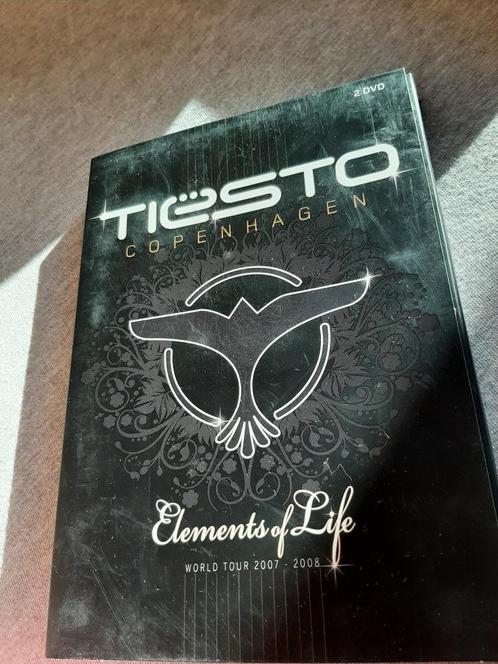 2 DVD
TIËSTO
COPENHAGEN
Elements of Life
WORLD TOUR 2007 - 2008